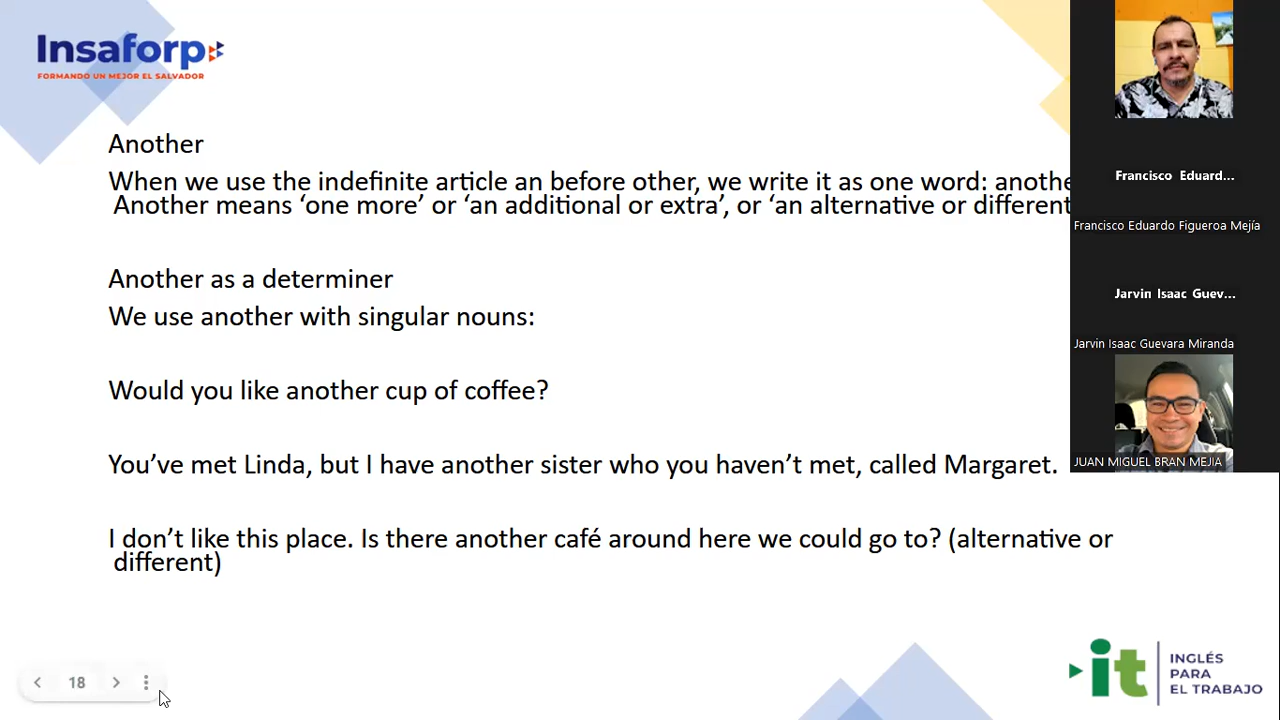 Insaforp
FORMANDO UN MEJOR EL SALVADOR
Another
When we use the indefinite article an before other, we write it as one word: anothe
Another means ‘one more’ or ‘an additional or extra’, or ‘an alternative or different
Another as a determiner
We use another with singular nouns:
Would you like another cup of coffee?
You’ve met Linda, but I have another sister who you haven’t met, called Margaret.
I don’t like this place. Is there another café around here we could go to? (alternative or
different)
Francisco Eduard...
Francisco Eduardo Figueroa Mejía
Jarvin Isaac Guev...
Jarvin Isaac Guevara Miranda
JUAN MIGUEL BRAN MEJIA
18
it
INGLÉS
PARA
EL TRABAJO